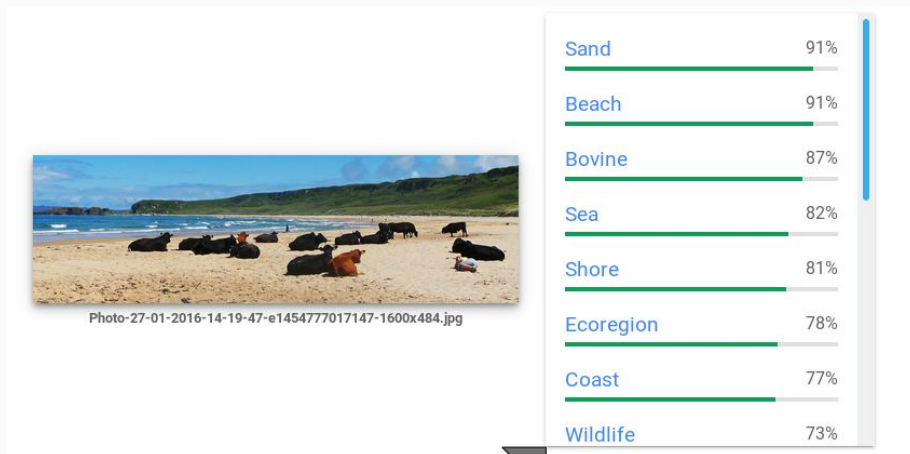 Sand 91%
Beach 91%
Bovine 87%
Sea 82%
Shore 81%
Ecoregion 78%
Coast 77%
Wildlife 73%
Photo-27-01-2016-14-19-47-e1454777017147-1600x484.jpg